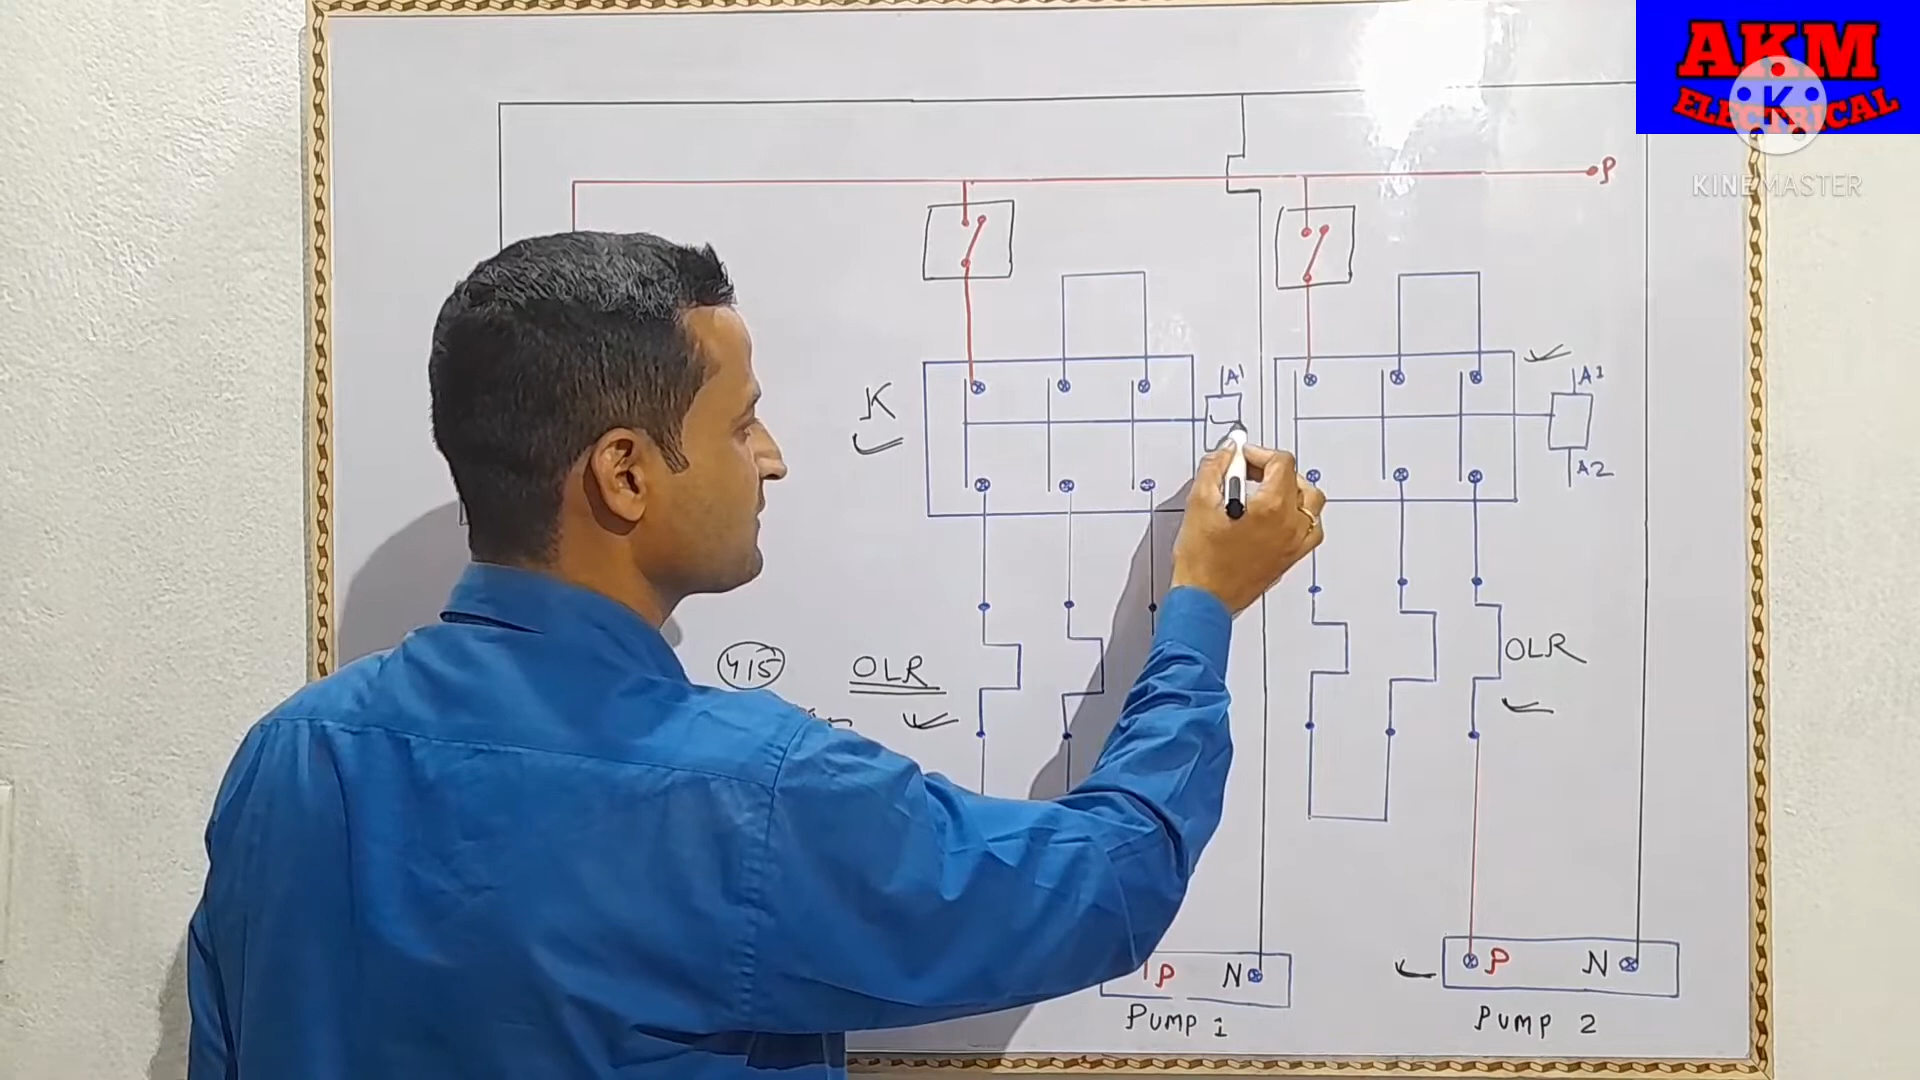 AKM
ELECTRICAL
KINEMASTER
P
K
A1
A1
A2
415
OLR
OLR
P N
P N
PUMP 1
PUMP 2